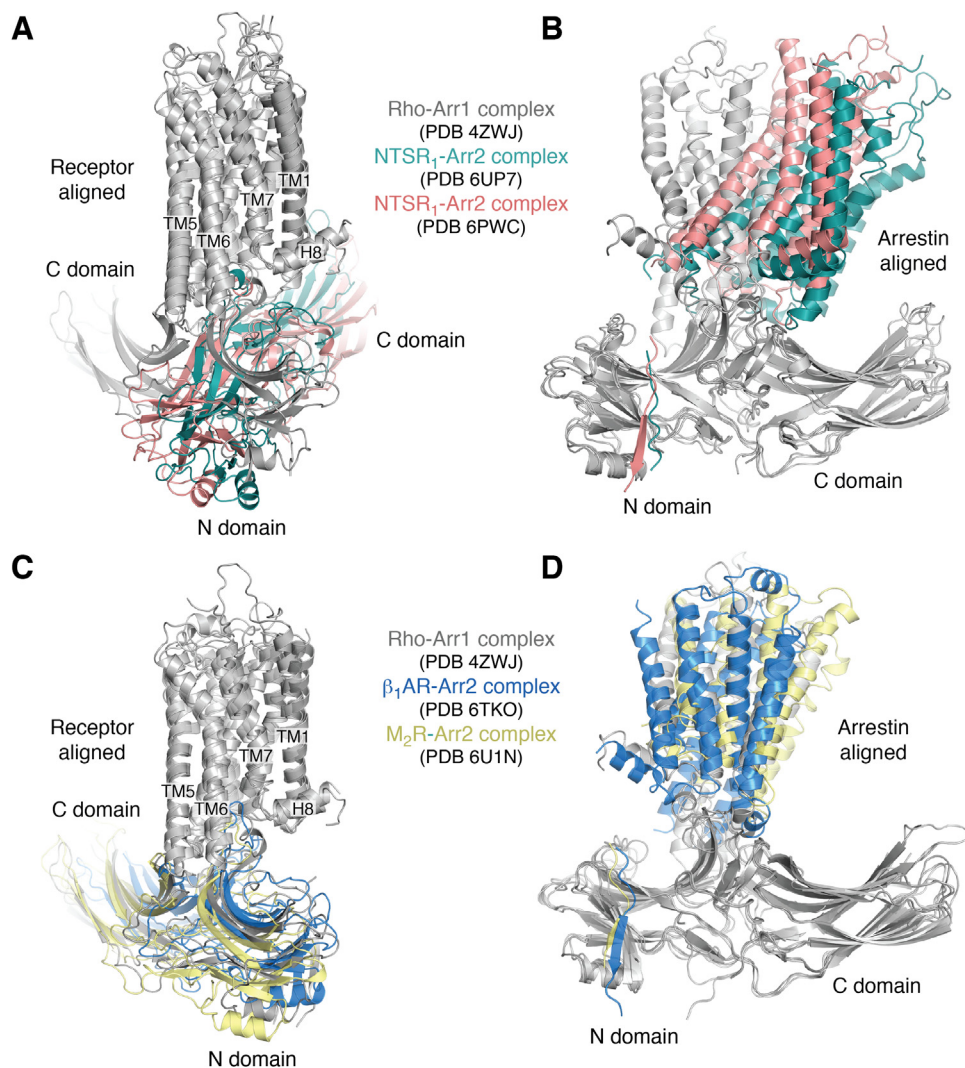 A
B
Receptor
aligned
C domain
TM5
TM6
TM7
TM1
H8
C domain
N domain
Rho-Arr1 complex
(PDB 4ZWJ)
NTSR₁-Arr2 complex
(PDB 6UP7)
NTSR₁-Arr2 complex
(PDB 6PWC)
Arrestin
aligned
N domain
C domain
C
D
Receptor
aligned
C domain
TM5
TM6
TM7
TM1
H8
N domain
Rho-Arr1 complex
(PDB 4ZWJ)
β₁AR-Arr2 complex
(PDB 6TKO)
M₂R-Arr2 complex
(PDB 6U1N)
Arrestin
aligned
C domain
N domain